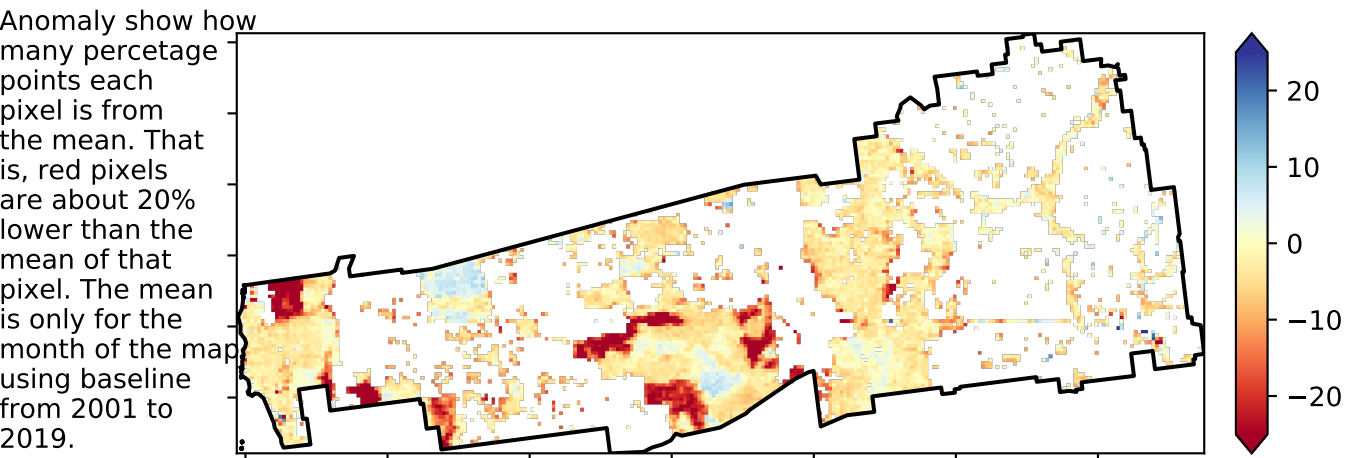 Anomaly show how
many percetage
points each
pixel is from
the mean. That
is, red pixels
are about 20%
lower than the
mean of that
pixel. The mean
is only for the
month of the map
using baseline
from 2001 to
2019.
20
10
0
−10
−20